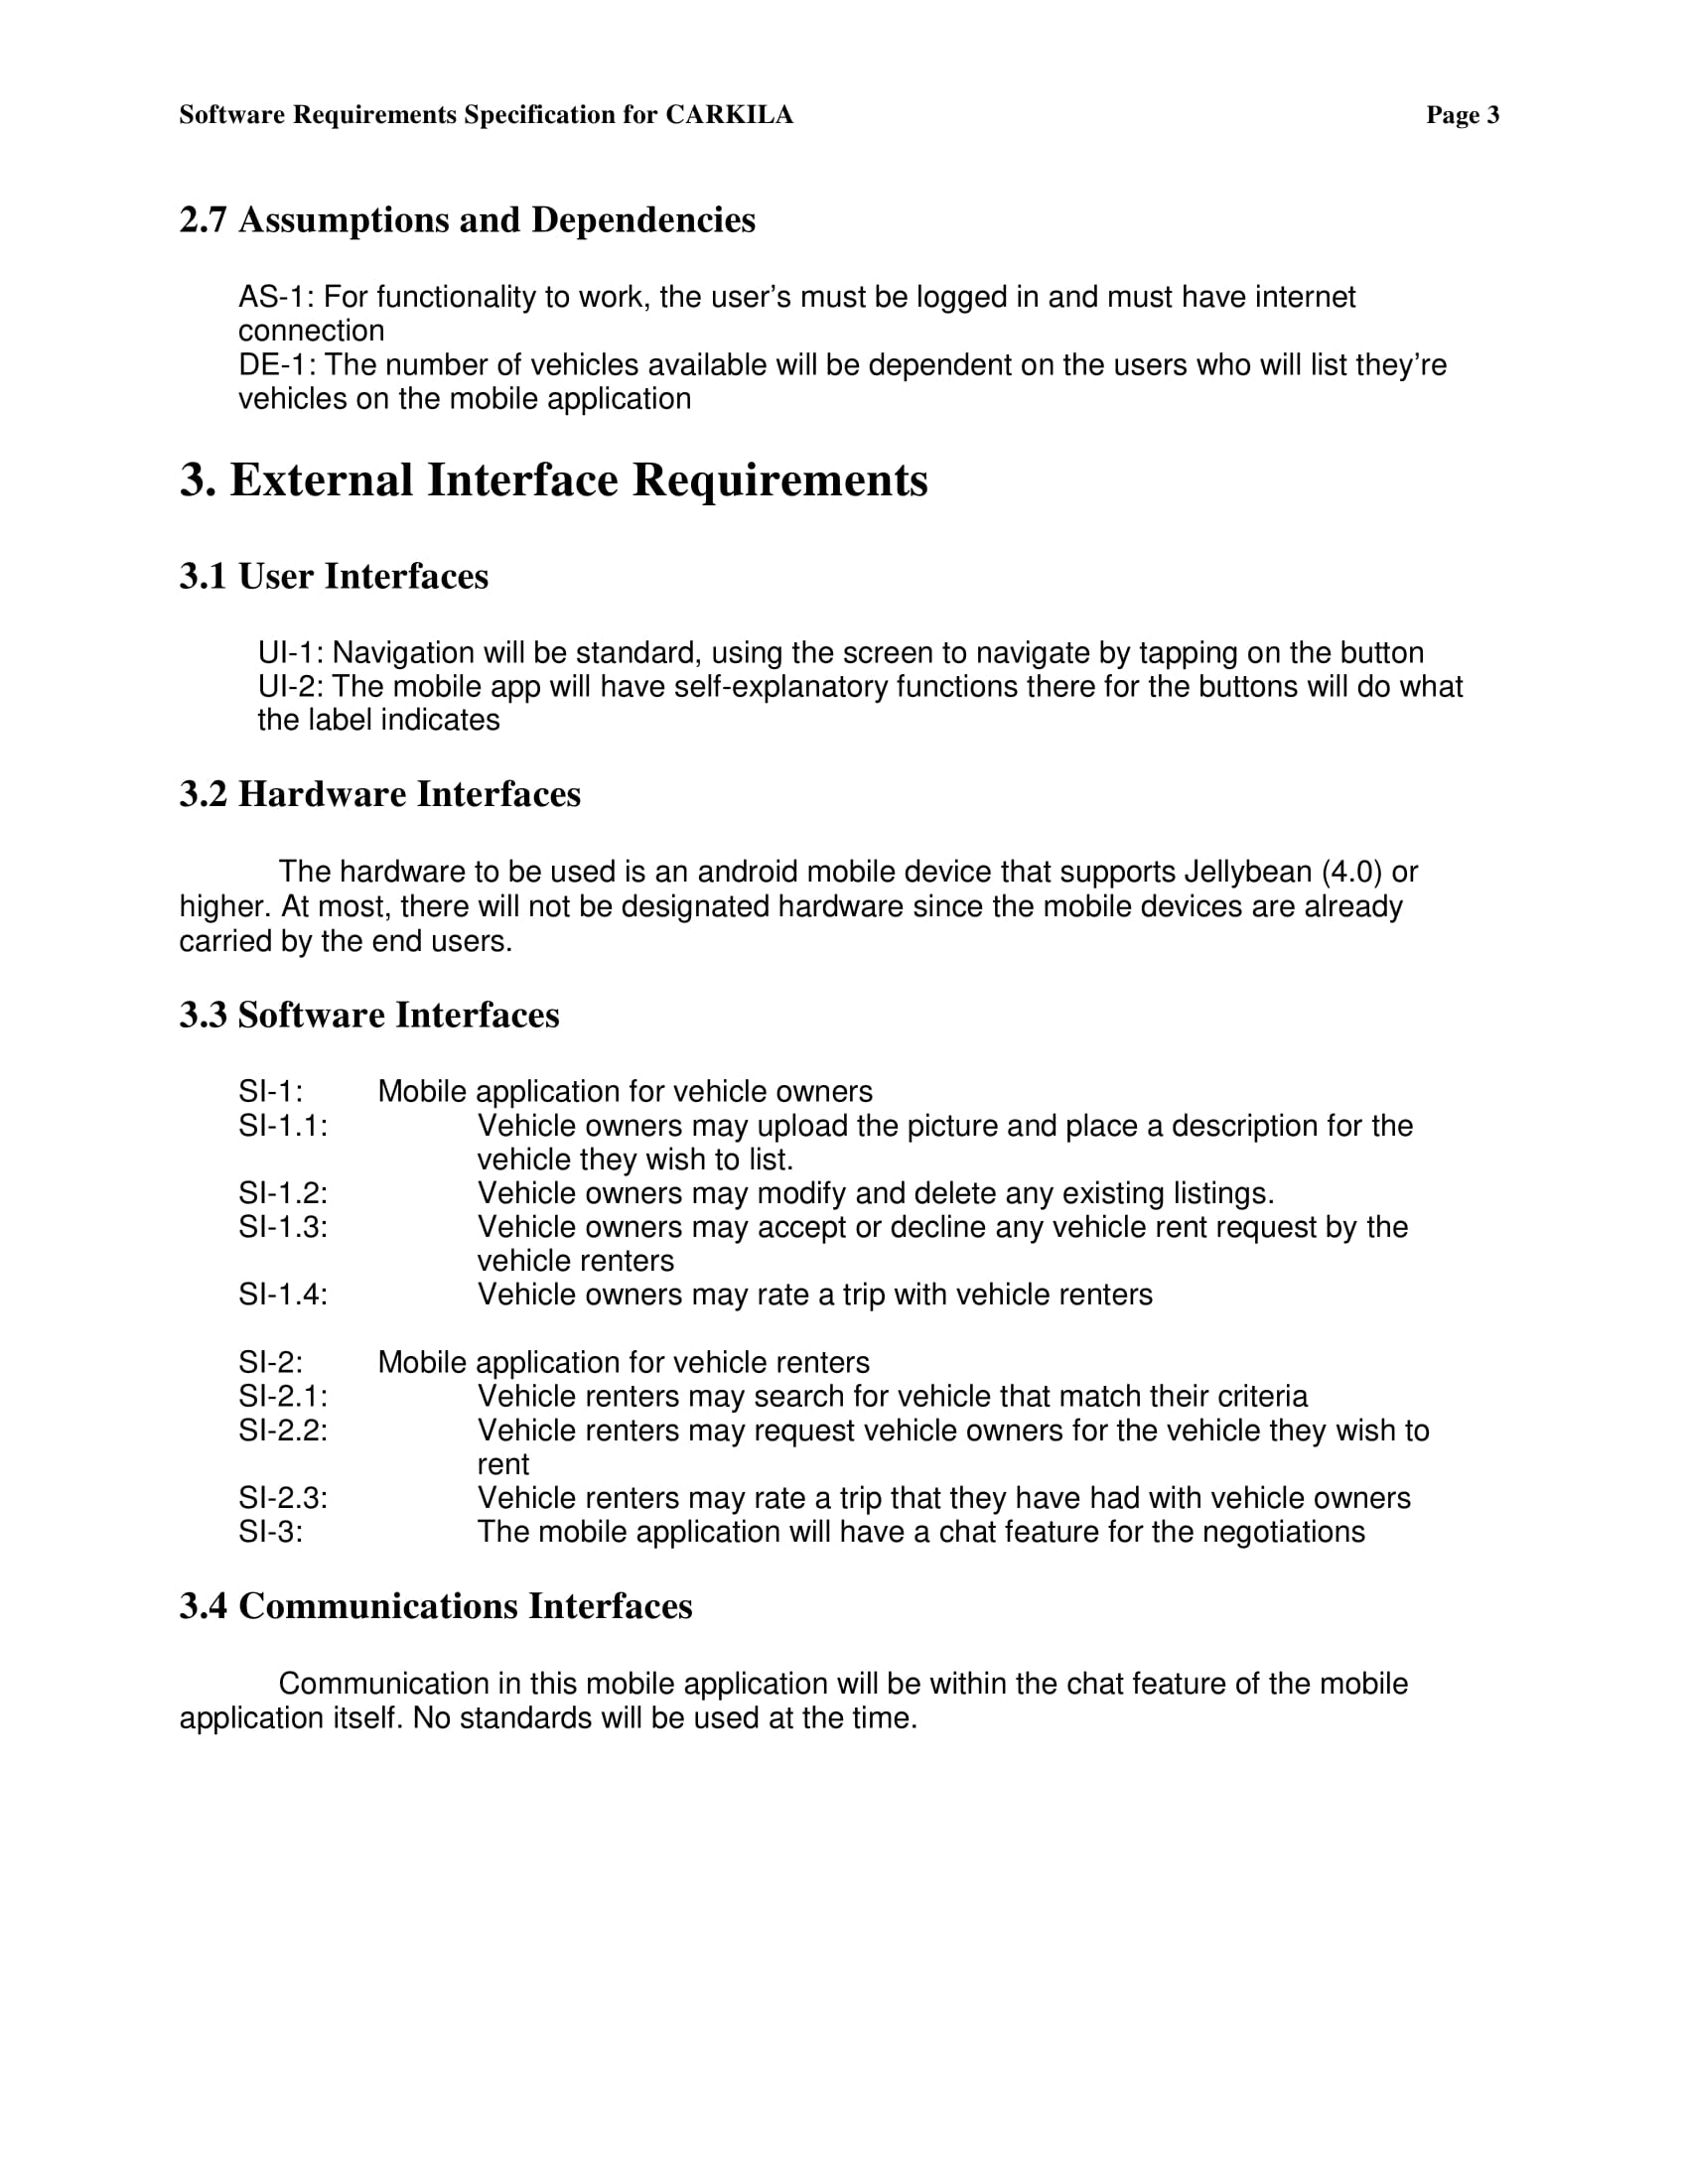 Software Requirements Specification for CARKILA Page 3
2.7 Assumptions and Dependencies
AS-1: For functionality to work, the user’s must be logged in and must have internet
connection
DE-1: The number of vehicles available will be dependent on the users who will list they’re
vehicles on the mobile application
3. External Interface Requirements
3.1 User Interfaces
UI-1: Navigation will be standard, using the screen to navigate by tapping on the button
UI-2: The mobile app will have self-explanatory functions there for the buttons will do what
the label indicates
3.2 Hardware Interfaces
The hardware to be used is an android mobile device that supports Jellybean (4.0) or
higher. At most, there will not be designated hardware since the mobile devices are already
carried by the end users.
3.3 Software Interfaces
SI-1: Mobile application for vehicle owners
SI-1.1: Vehicle owners may upload the picture and place a description for the
vehicle they wish to list.
SI-1.2: Vehicle owners may modify and delete any existing listings.
SI-1.3: Vehicle owners may accept or decline any vehicle rent request by the
vehicle renters
SI-1.4: Vehicle owners may rate a trip with vehicle renters
SI-2: Mobile application for vehicle renters
SI-2.1: Vehicle renters may search for vehicle that match their criteria
SI-2.2: Vehicle renters may request vehicle owners for the vehicle they wish to
rent
SI-2.3: Vehicle renters may rate a trip that they have had with vehicle owners
SI-3: The mobile application will have a chat feature for the negotiations
3.4 Communications Interfaces
Communication in this mobile application will be within the chat feature of the mobile
application itself. No standards will be used at the time.